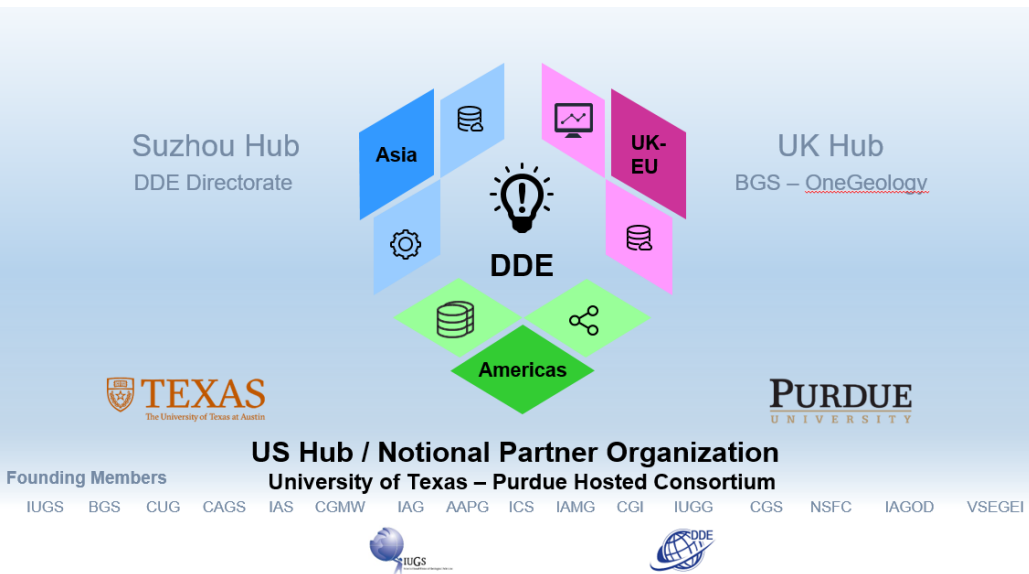 Suzhou Hub
DDE Directorate
Asia
UK-
EU
UK Hub
BGS – OneGeology
DDE
Americas
TEXAS
The University of Texas at Austin
PURDUE
UNIVERSITY
US Hub / Notional Partner Organization
University of Texas – Purdue Hosted Consortium
Founding Members
IUGS BGS CUG CAGS IAS CGMW IAG AAPG ICS IAMG CGI IUGG CGS NSFC IAGOD VSEGEI
IUGS
DDE